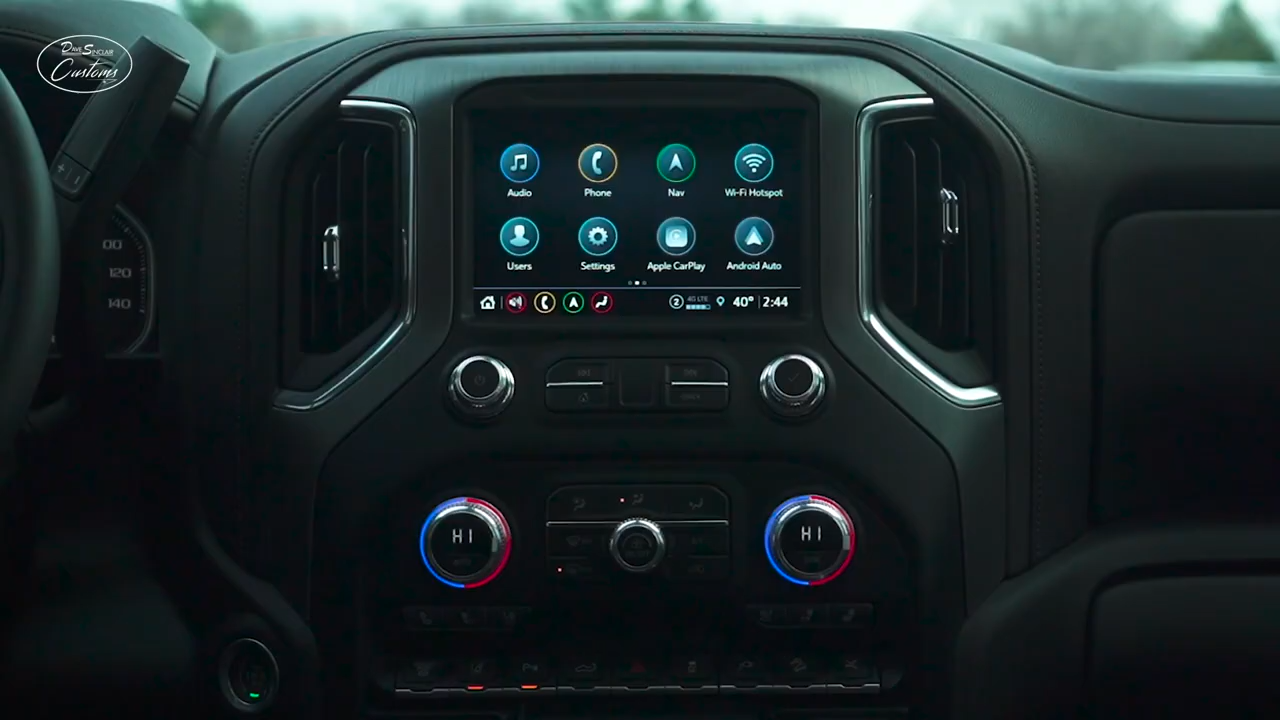 Dave Sinclair
Customs
Audio
Phone
Nav
Wi-Fi Hotspot
Users
Settings
Apple CarPlay
Android Auto
2
4G LTE
40°
2:44
00
120
140
HI
HI